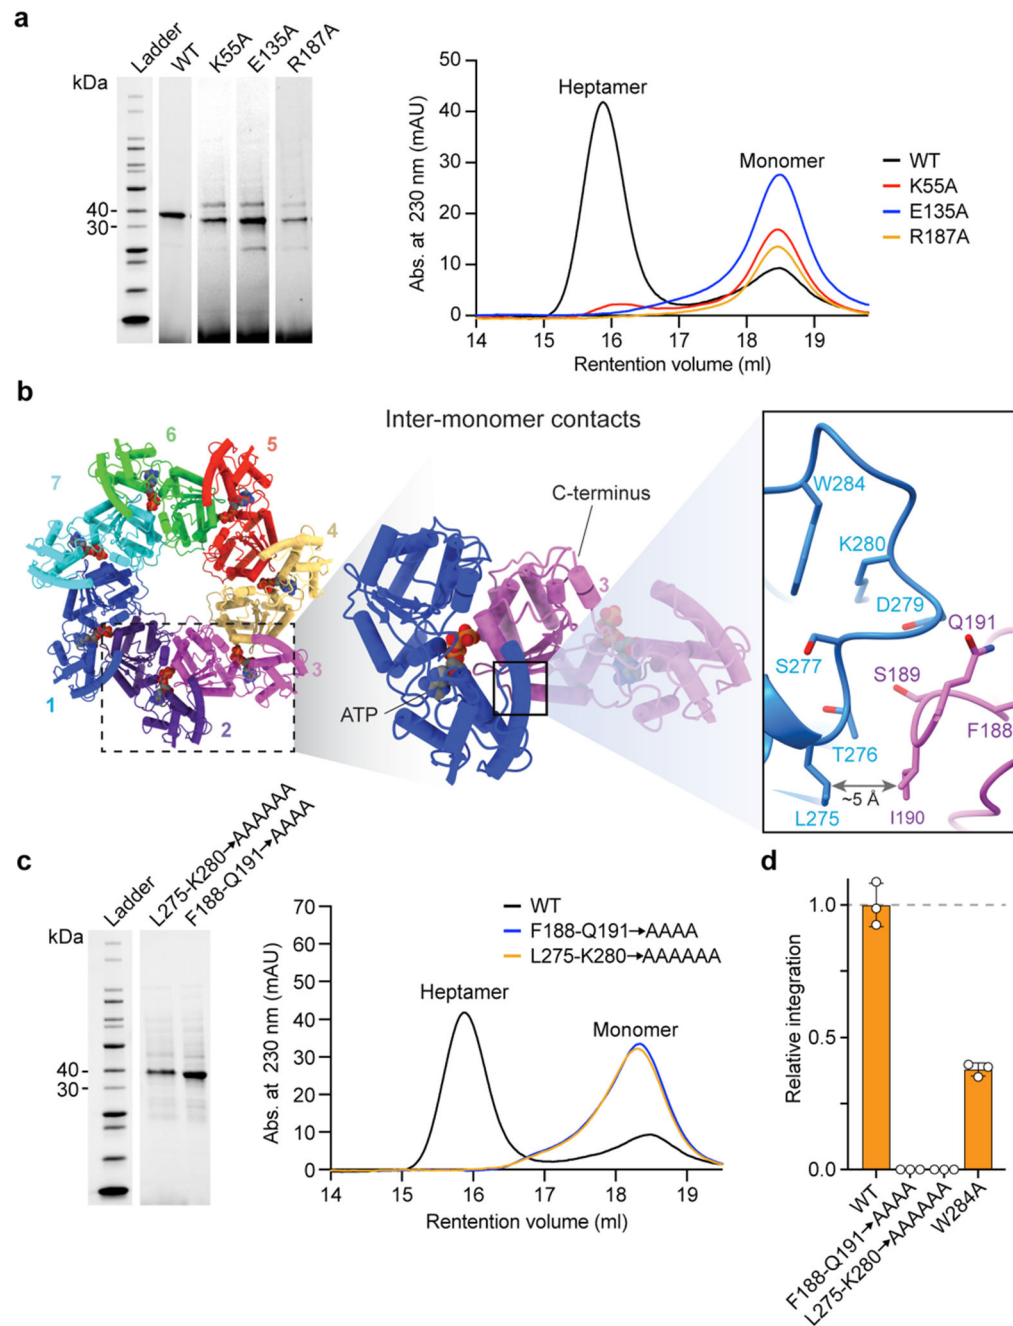 a
Ladder
WT
K55A
E135A
R187A
kDa
40
30
Abs. at 230 nm (mAU)
50
40
30
20
10
0
14 15 16 17 18 19
Rentention volume (ml)
Heptamer
Monomer
WT
K55A
E135A
R187A
b
Inter-monomer contacts
6
5
7
4
1
2
3
C-terminus
3
ATP
W284
K280
D279
Q191
S277
S189
F188
T276
~5 Å
L275
I190
c
Ladder
L275-K280→AAAAAA
F188-Q191→AAAA
kDa
40
30
Abs. at 230 nm (mAU)
70
60
50
40
30
20
10
0
14 15 16 17 18 19
Rentention volume (ml)
Heptamer
Monomer
WT
F188-Q191→AAAA
L275-K280→AAAAAA
d
Relative integration
1.0
0.5
0.0
WT
F188-Q191→AAAA
L275-K280→AAAAAA
W284A